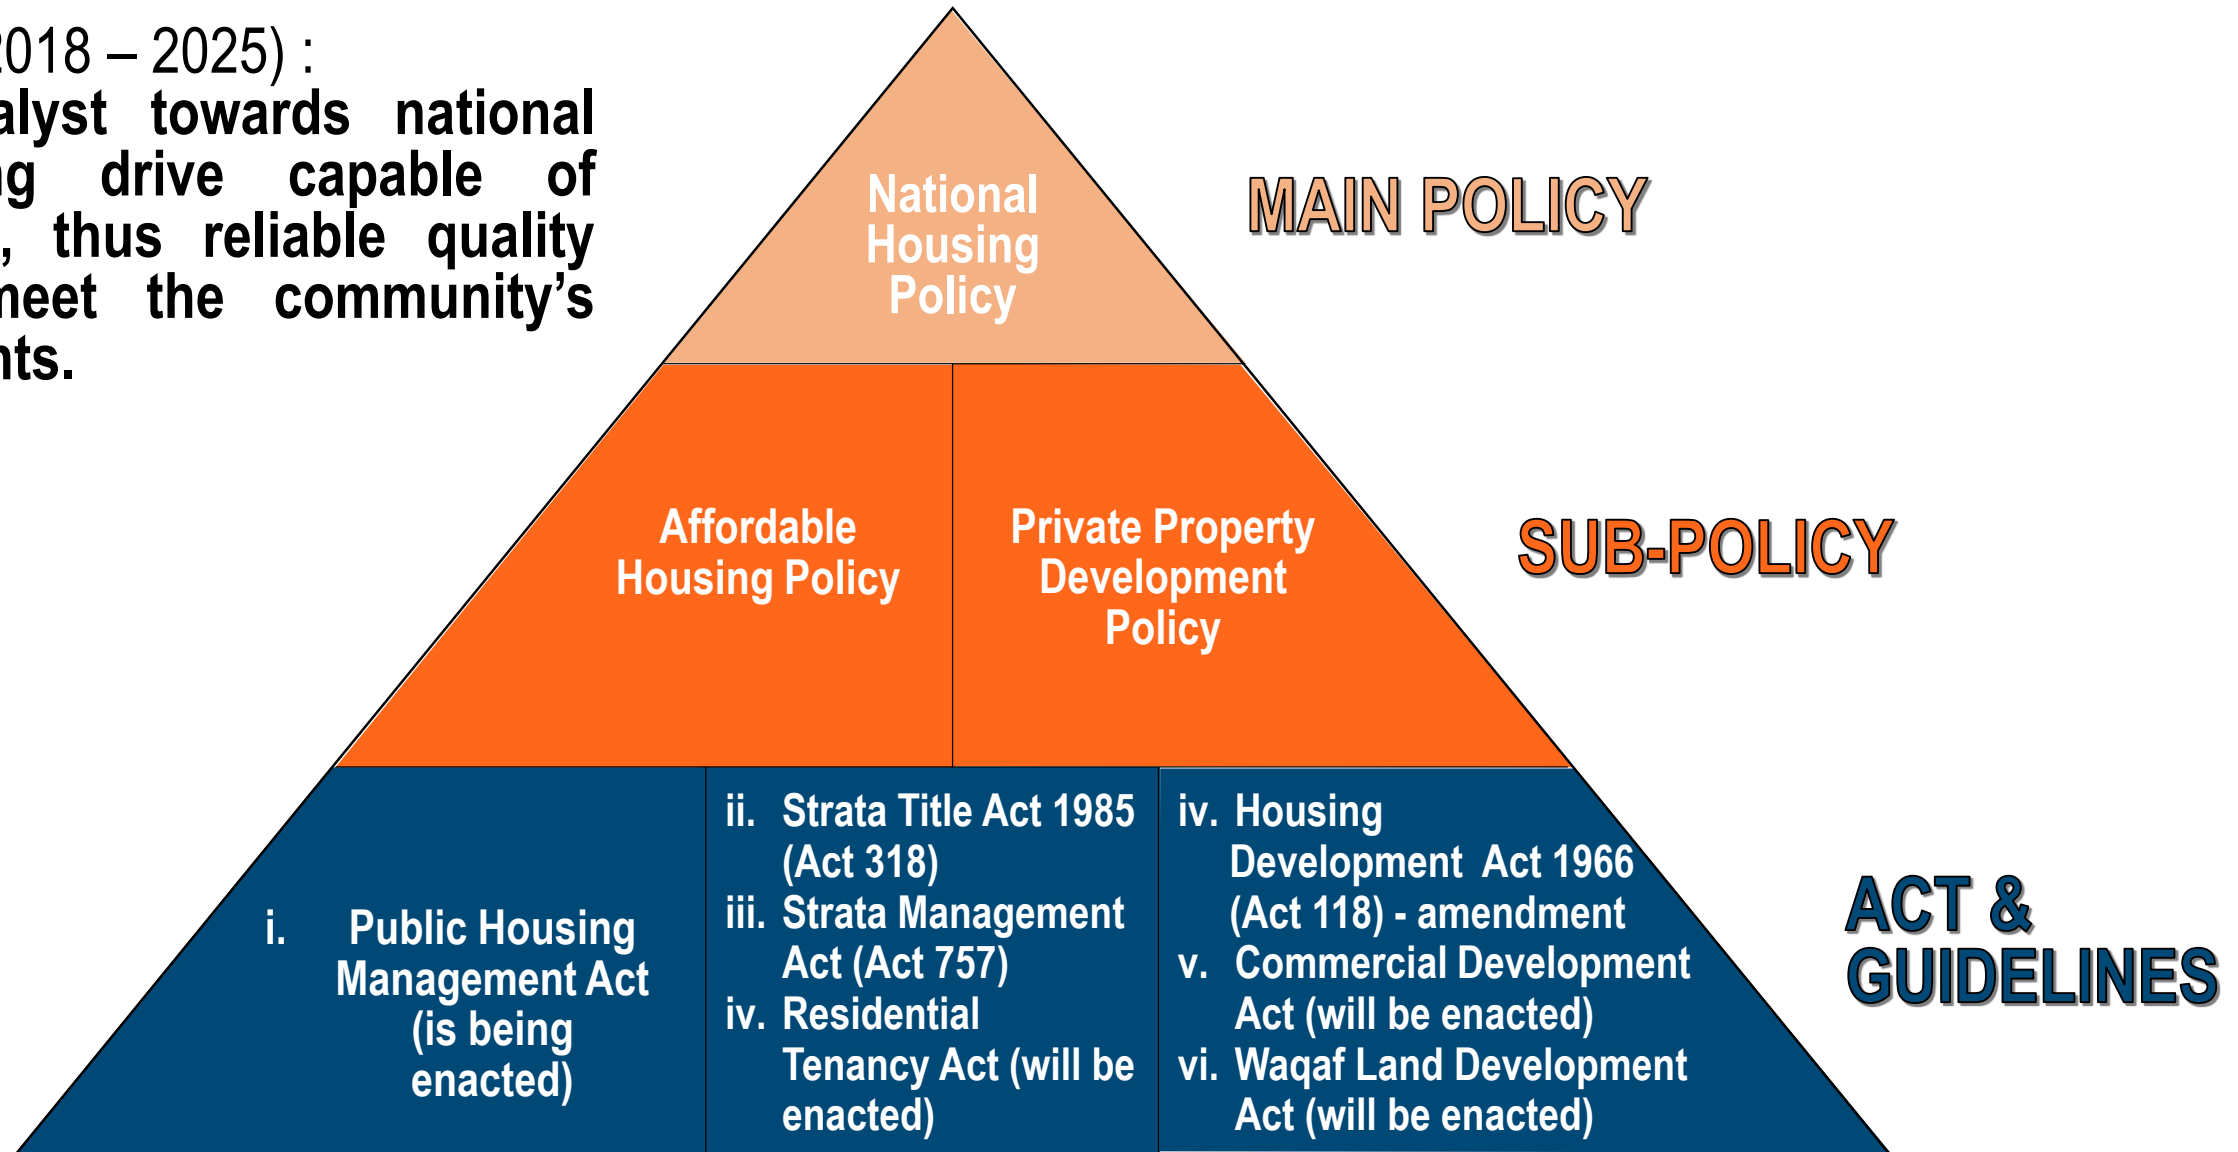 2018 – 2025) :
towards national
drive capable of
, thus reliable quality
meet the community’s
National
Housing
Policy
MAIN POLICY
Affordable
Housing Policy
Private Property
Development
Policy
SUB-POLICY
i. Public Housing
Management Act
(is being
enacted)
ii. Strata Title Act 1985
(Act 318)
iii. Strata Management
Act (Act 757)
iv. Residential
Tenancy Act (will be
enacted)
iv. Housing
Development Act 1966
(Act 118) - amendment
v. Commercial Development
Act (will be enacted)
vi. Waqaf Land Development
Act (will be enacted)
ACT &
GUIDELINES